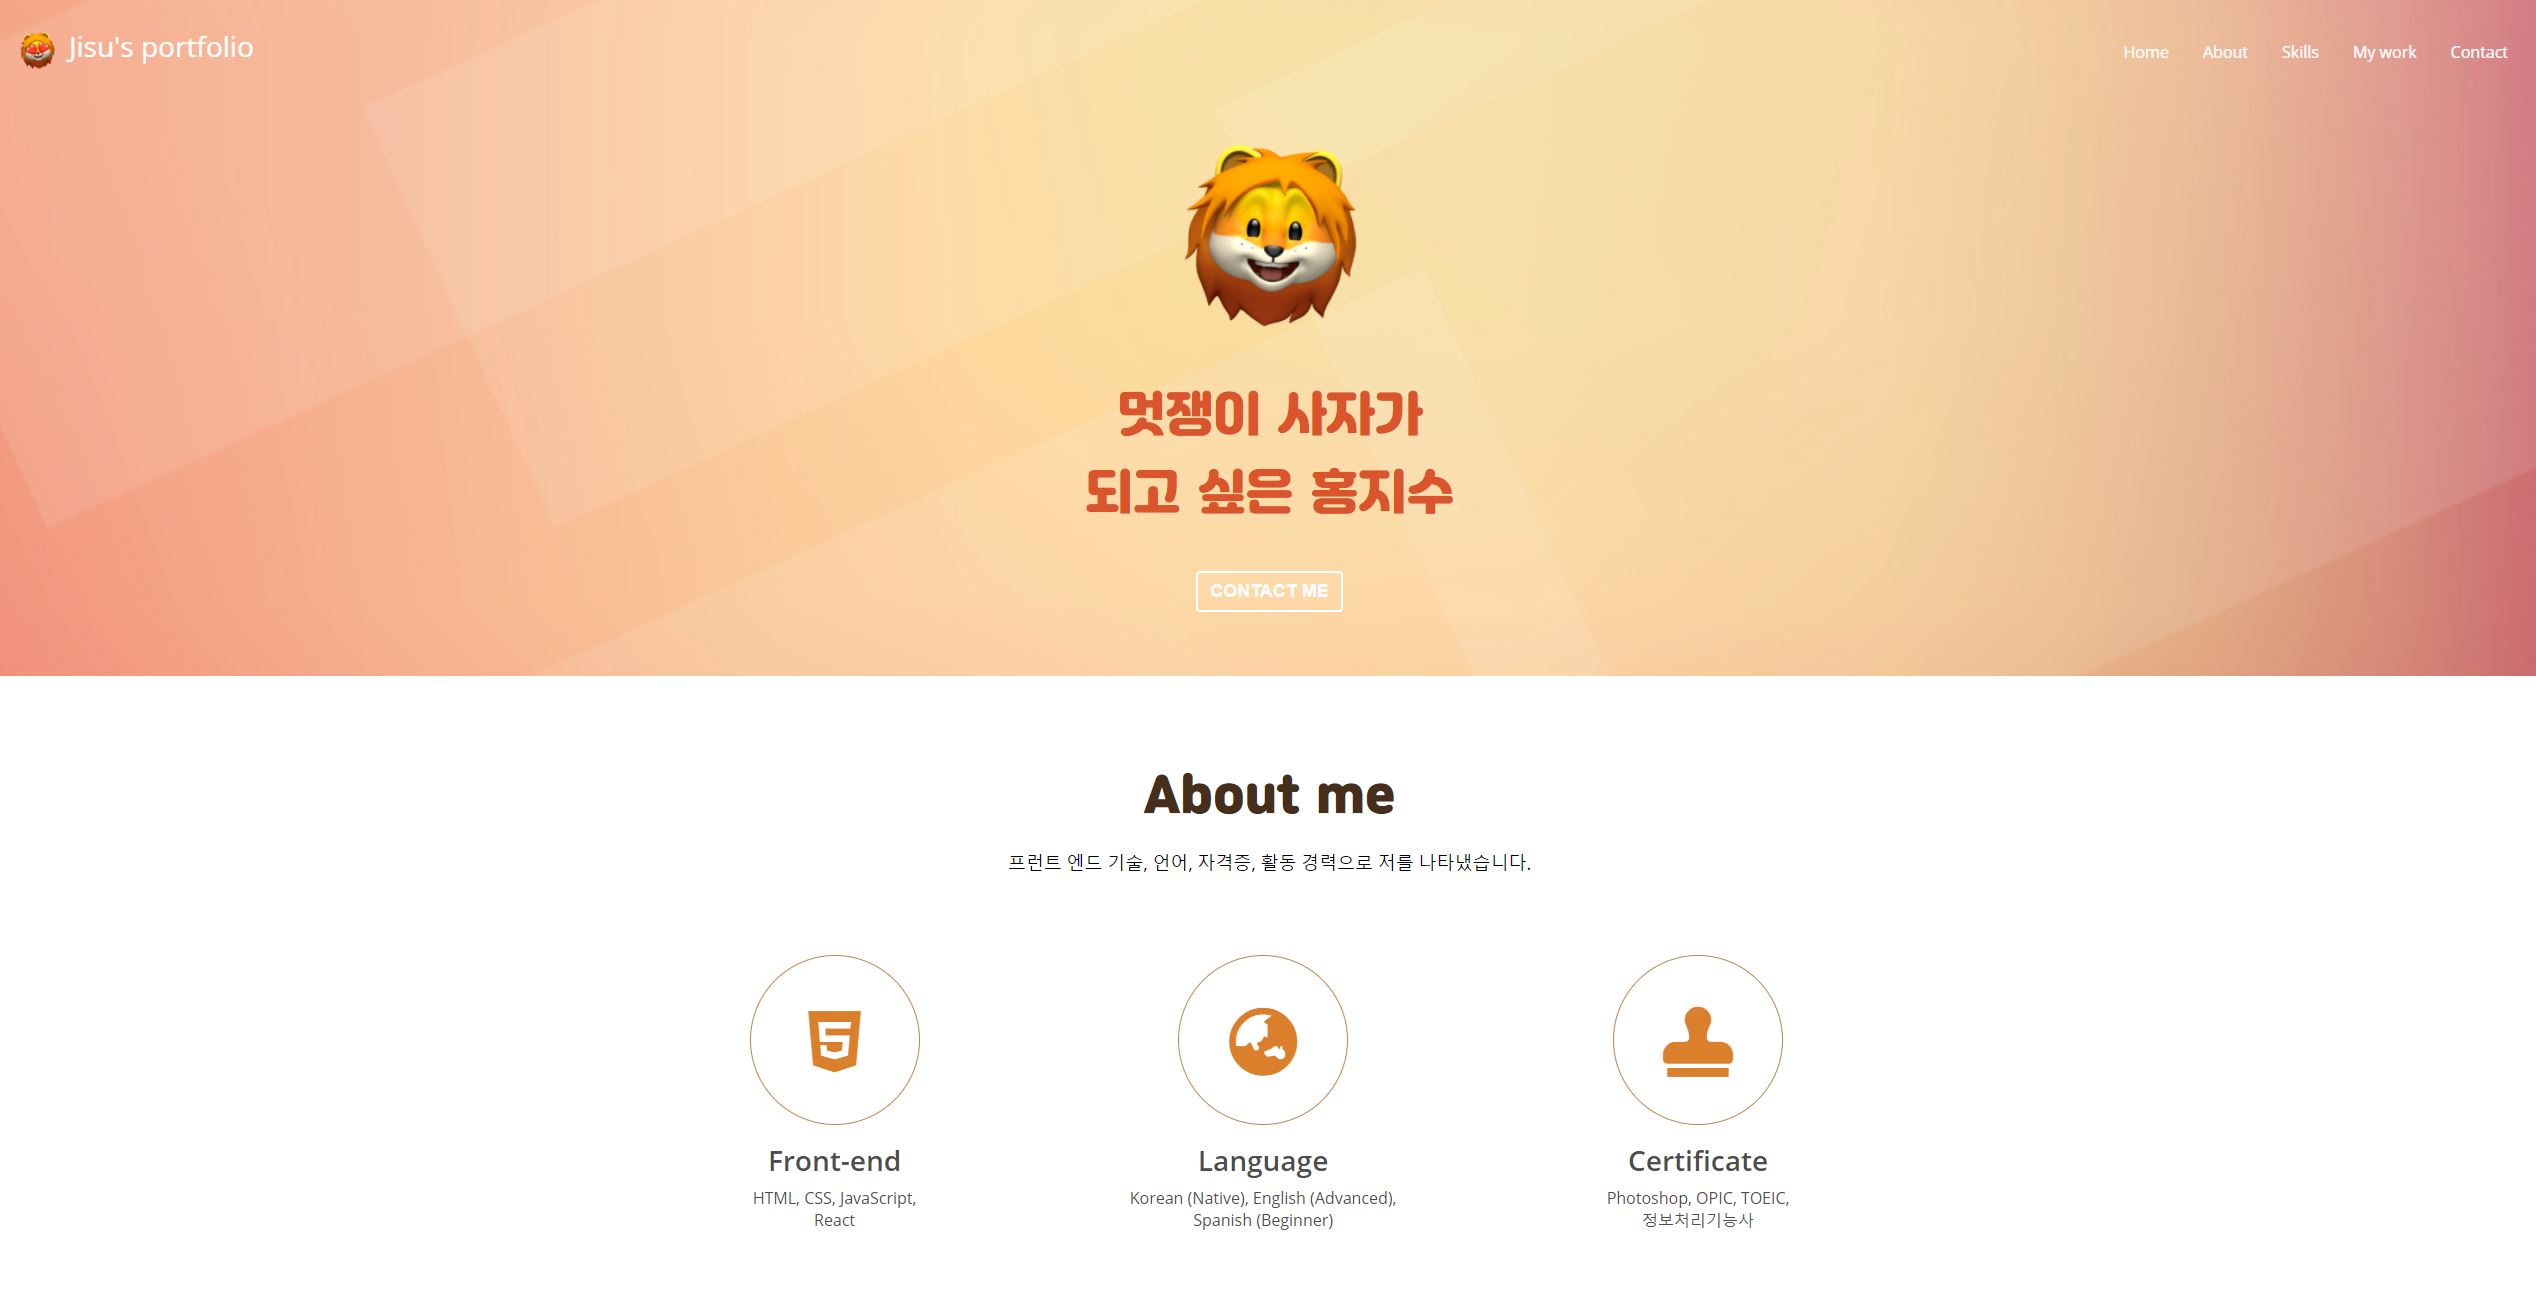 Jisu's portfolio
Home About Skills My work Contact
멋쟁이 사자가
되고 싶은 홍지수
CONTACT ME
About me
프런트 엔드 기술, 언어, 자격증, 활동 경력으로 저를 나타냈습니다.
Front-end
HTML, CSS, JavaScript,
React
Language
Korean (Native), English (Advanced),
Spanish (Beginner)
Certificate
Photoshop, OPIC, TOEIC,
정보처리기능사